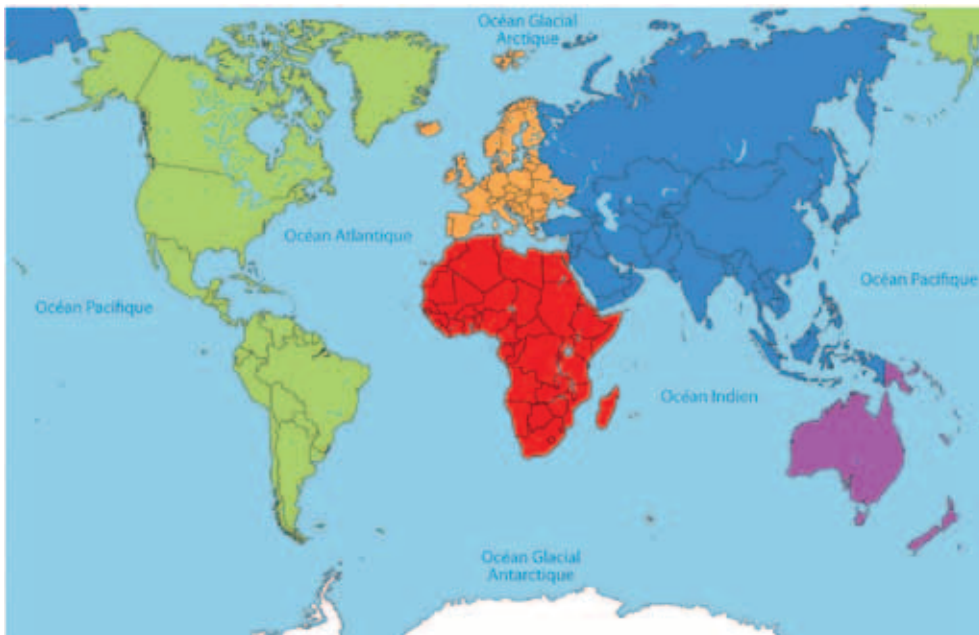 Océan Glacial
Arctique
Océan Atlantique
Océan Pacifique
Océan Pacifique
Océan Indien
Océan Glacial
Antarctique